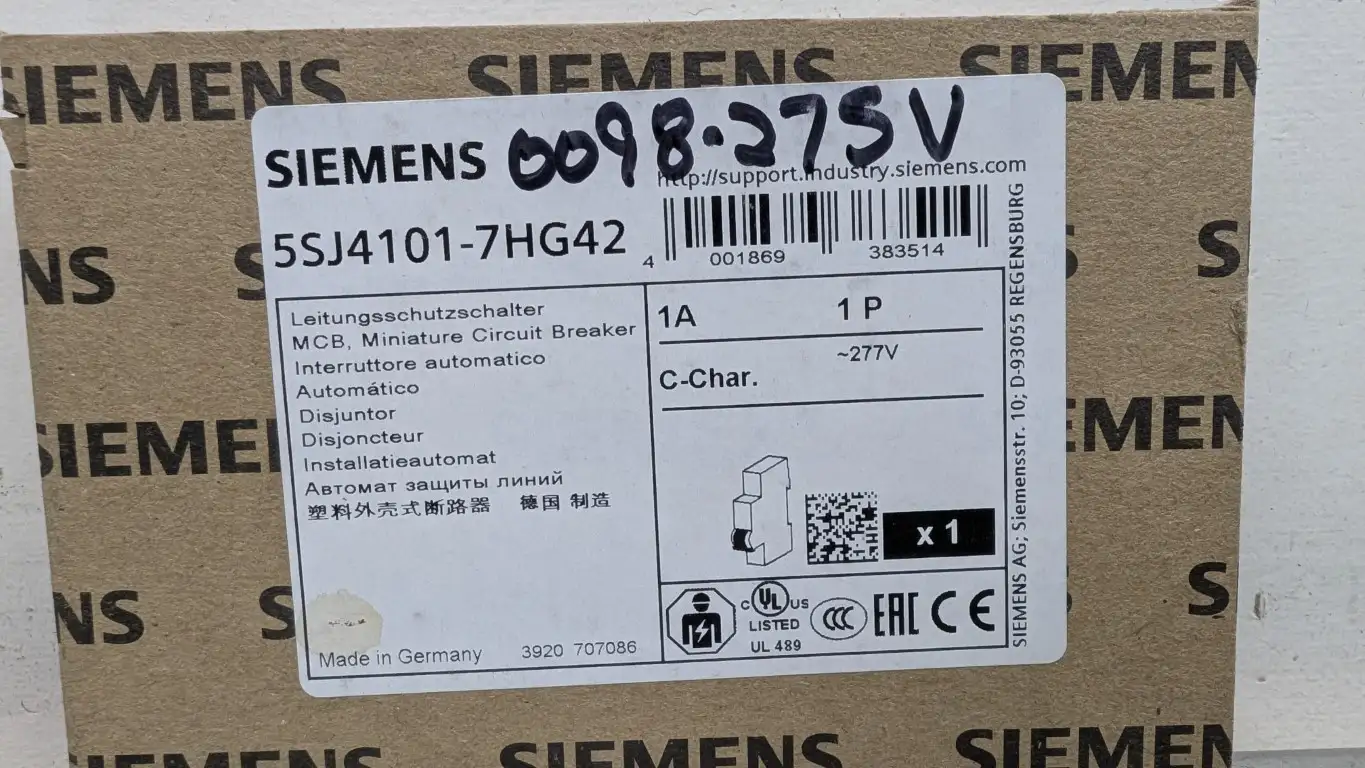 SIEMENS SIEMENS SIEMEN
SIEMENS 0098-275V
http://support.industry.siemens.com
5SJ4101-7HG42
4 001869 383514
NS S S
Leitungsschutzschalter
MCB, Miniature Circuit Breaker
Interruttore automatico
Automático
Disjuntor
Disjoncteur
Installatieautomat
Автомат защиты линий
塑料外壳式断路器 德国 制造
1A 1 P
~277V
C-Char.
x 1
SIEMENS AG; Siemensstr. 10; D-93055 REGENSBURG
SIEME EMEN
C UL US
LISTED
UL 489
CCC EAC CE
Made in Germany 3920 707086
NS S S
SIEMENS SIEMENS SIEMEN